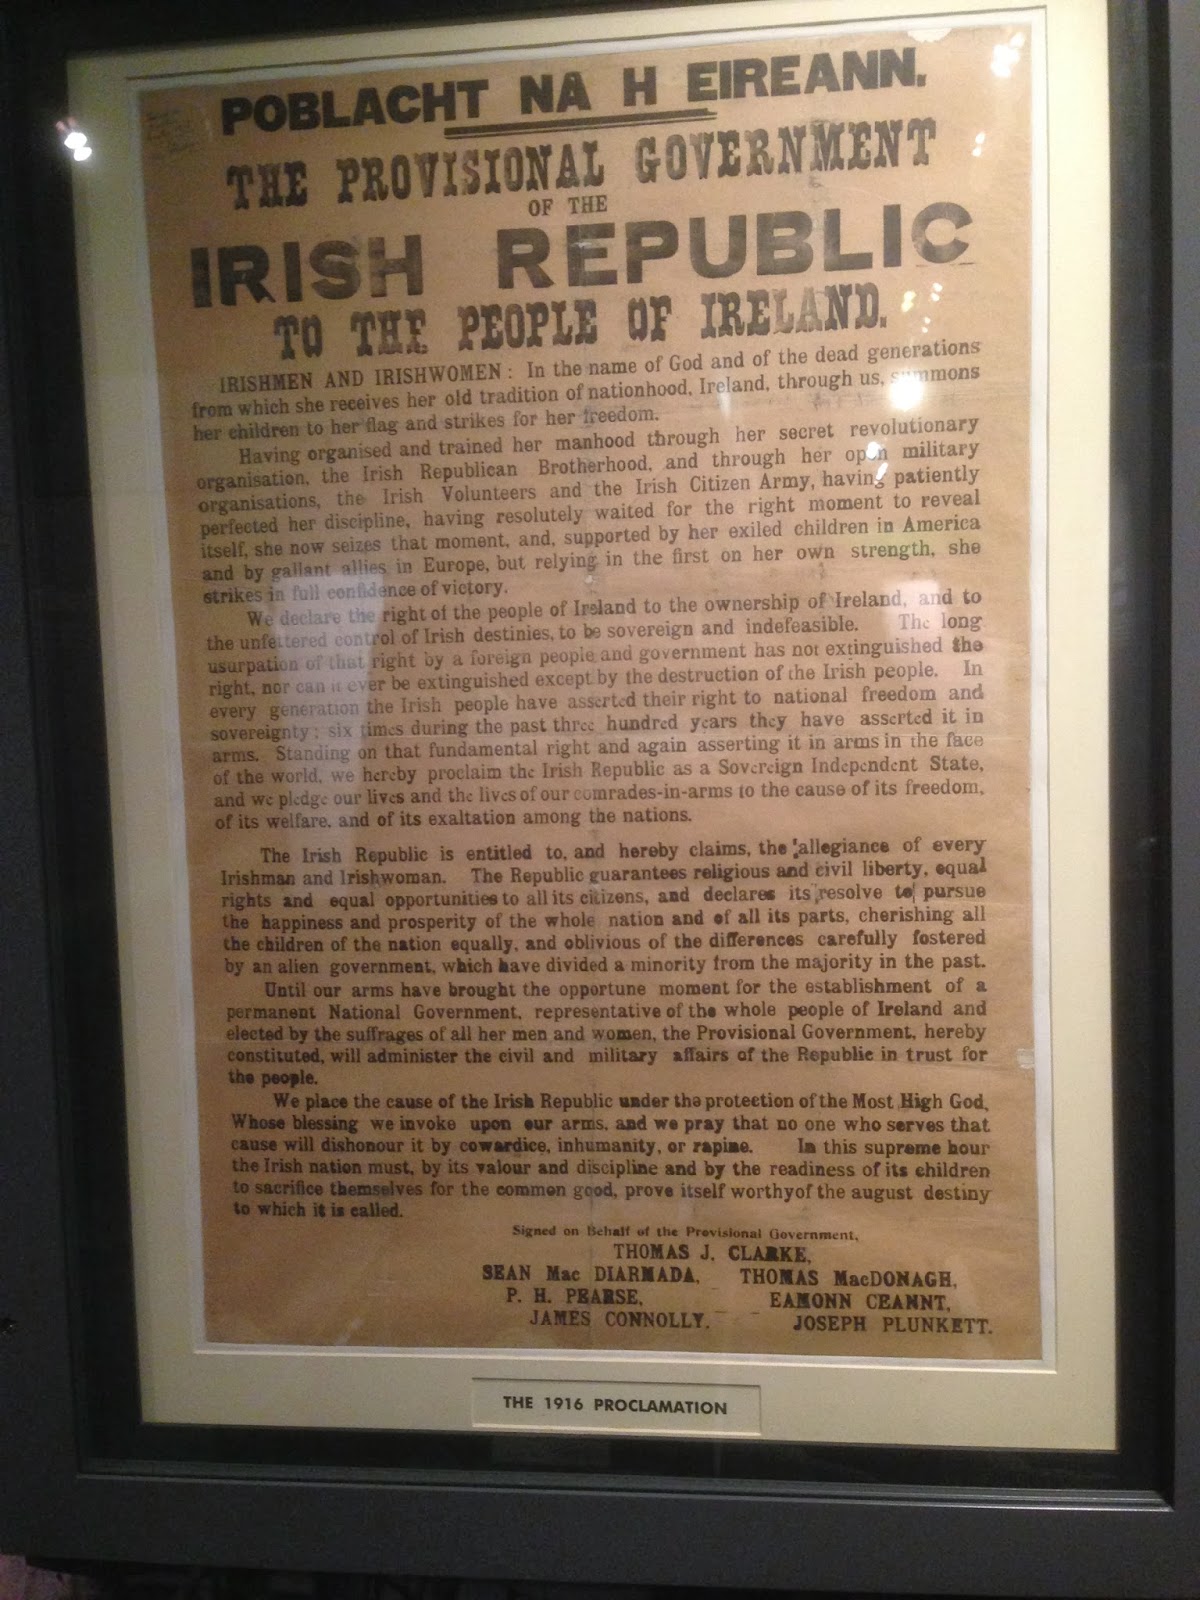 POBLACHT NA H EIREANN.
THE PROVISIONAL GOVERNMENT
OF THE
IRISH REPUBLIC
TO THE PEOPLE OF IRELAND.
IRISHMEN AND IRISHWOMEN : In the name of God and of the dead generations
from which she receives her old tradition of nationhood, Ireland, through us, summons
her children to her flag and strikes for her freedom.
Having organised and trained her manhood through her secret revolutionary
organisation, the Irish Republican Brotherhood, and through her open military
organisations, the Irish Volunteers and the Irish Citizen Army, having patiently
perfected her discipline, having resolutely waited for the right moment to reveal
itself, she now seizes that moment, and, supported by her exiled children in America
and by gallant allies in Europe, but relying in the first on her own strength, she
strikes in full confidence of victory.
We declare the right of the people of Ireland to the ownership of Ireland, and to
the unfettered control of Irish destinies, to be sovereign and indefeasible. The long
usurpation of that right by a foreign people and government has not extinguished the
right, nor can it ever be extinguished except by the destruction of the Irish people. In
every generation the Irish people have asserted their right to national freedom and
sovereignty ; six times during the past three hundred years they have asserted it in
arms. Standing on that fundamental right and again asserting it in arms in the face
of the world, we hereby proclaim the Irish Republic as a Sovereign Independent State,
and we pledge our lives and the lives of our comrades-in-arms to the cause of its freedom,
of its welfare, and of its exaltation among the nations.
The Irish Republic is entitled to, and hereby claims, the allegiance of every
Irishman and Irishwoman. The Republic guarantees religious and civil liberty, equal
rights and equal opportunities to all its citizens, and declares its resolve to pursue
the happiness and prosperity of the whole nation and of all its parts, cherishing all
the children of the nation equally, and oblivious of the differences carefully fostered
by an alien government, which have divided a minority from the majority in the past.
Until our arms have brought the opportune moment for the establishment of a
permanent National Government, representative of the whole people of Ireland and
elected by the suffrages of all her men and women, the Provisional Government, hereby
constituted, will administer the civil and military affairs of the Republic in trust for
the people.
We place the cause of the Irish Republic under the protection of the Most High God,
Whose blessing we invoke upon our arms, and we pray that no one who serves that
cause will dishonour it by cowardice, inhumanity, or rapine. In this supreme hour
the Irish nation must, by its valour and discipline and by the readiness of its children
to sacrifice themselves for the common good, prove itself worthy of the august destiny
to which it is called.
Signed on Behalf of the Provisional Government,
THOMAS J. CLARKE,
SEAN Mac DIARMADA, THOMAS MacDONAGH,
P. H. PEARSE, EAMONN CEANNT,
JAMES CONNOLLY. JOSEPH PLUNKETT.
THE 1916 PROCLAMATION